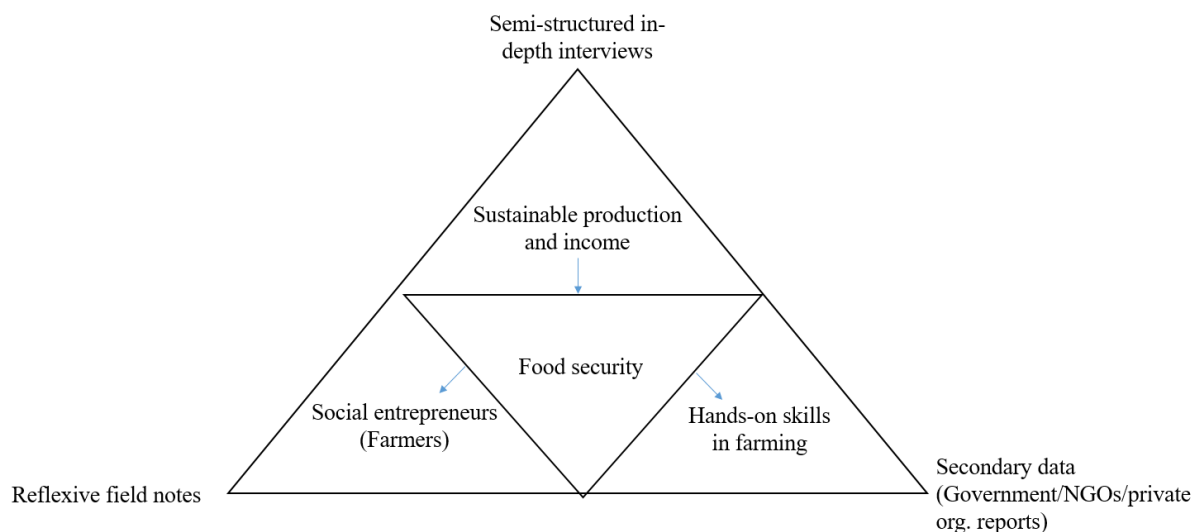 Semi-structured in-
depth interviews
Sustainable production
and income
Food security
Social entrepreneurs
(Farmers)
Hands-on skills
in farming
Reflexive field notes
Secondary data
(Government/NGOs/private
org. reports)